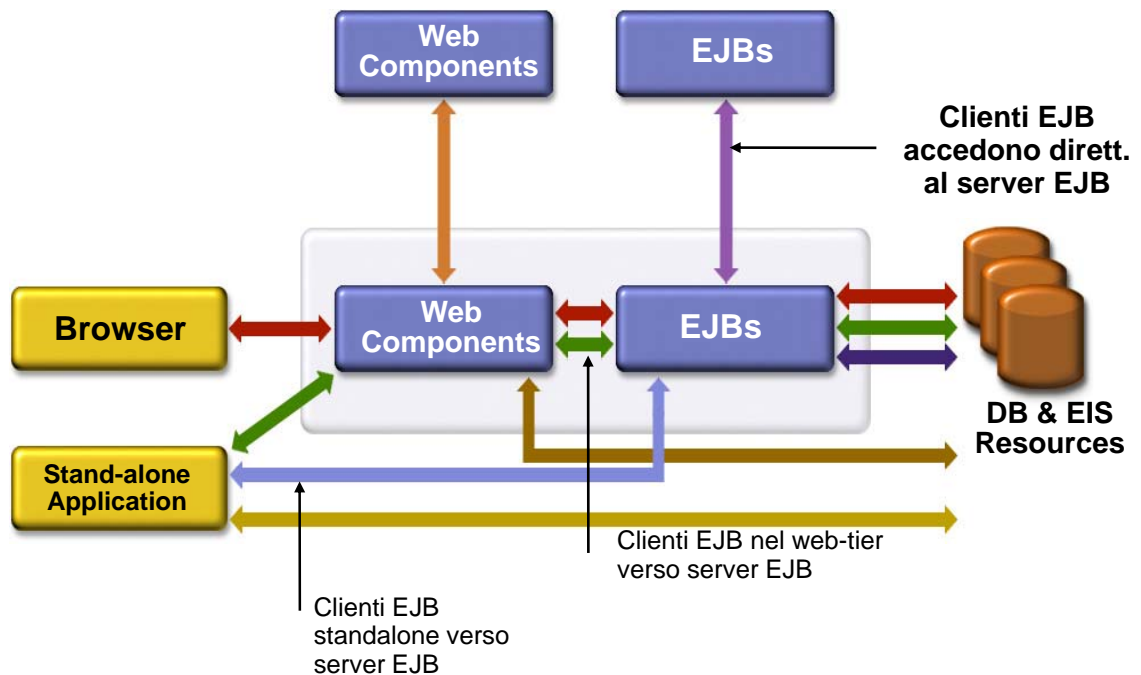 Web
Components
EJBs
Clienti EJB
accedono dirett.
al server EJB
Browser
Web
Components
EJBs
DB & EIS
Resources
Stand-alone
Application
Clienti EJB nel web-tier
verso server EJB
Clienti EJB
standalone verso
server EJB